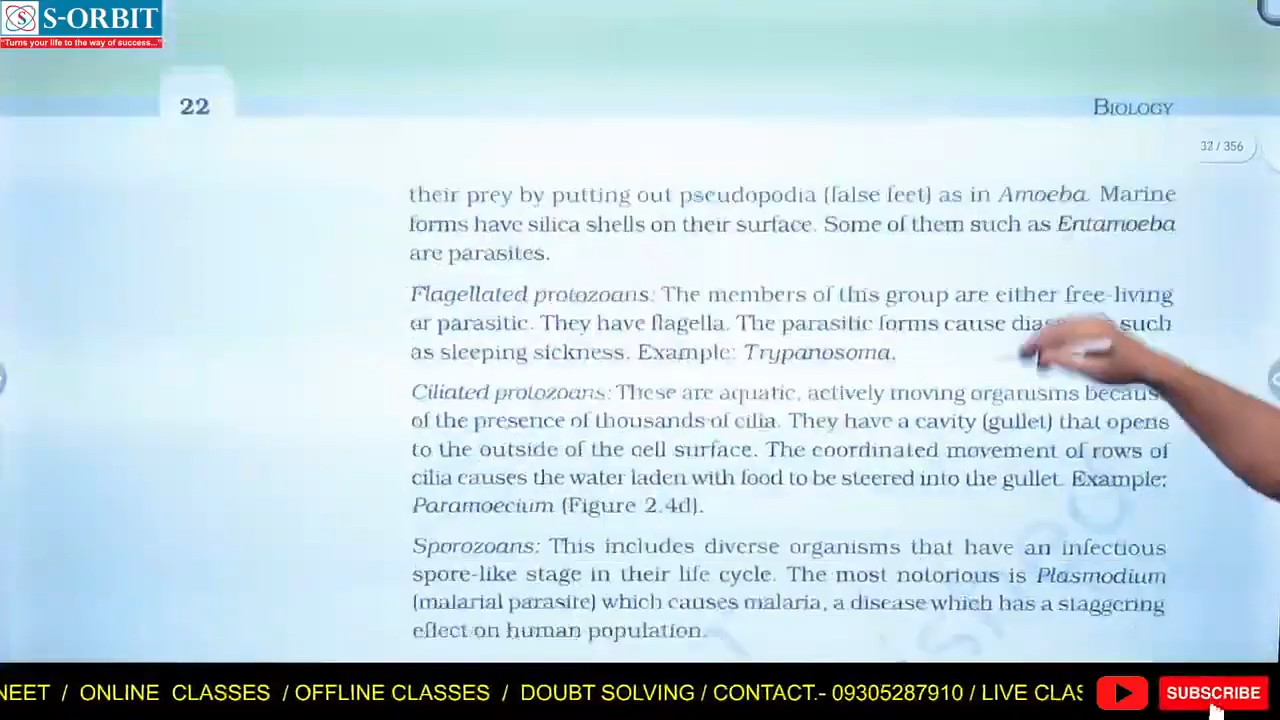 S-ORBIT
"Turns your life to the way of success..."
22
BIOLOGY
32 / 356
their prey by putting out pseudopodia (false feet) as in Amoeba. Marine
forms have silica shells on their surface. Some of them such as Entamoeba
are parasites.
Flagellated protozoans: The members of this group are either free-living
or parasitic. They have flagella. The parasitic forms cause such
as sleeping sickness. Example: Trypanosoma.
Ciliated protozoans: These are aquatic, actively moving organisms because
of the presence of thousands of cilia. They have a cavity (gullet) that opens
to the outside of the cell surface. The coordinated movement of rows of
cilia causes the water laden with food to be steered into the gullet. Example:
Paramoecium (Figure 2.4d).
Sporozoans: This includes diverse organisms that have an infectious
spore-like stage in their life cycle. The most notorious is Plasmodium
(malarial parasite) which causes malaria, a disease which has a staggering
effect on human population.
NEET / ONLINE CLASSES / OFFLINE CLASSES / DOUBT SOLVING / CONTACT.- 09305287910 / LIVE CLAS
SUBSCRIBE